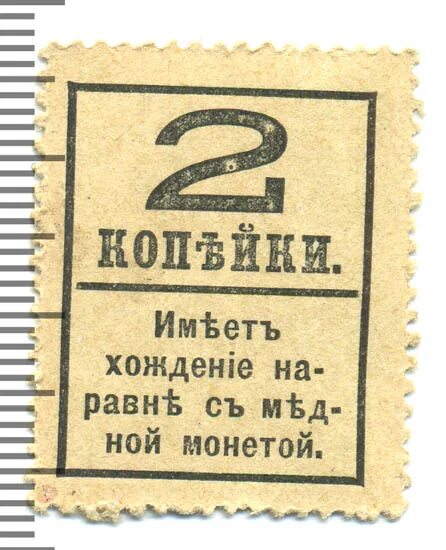 2
КОПѢЙКИ.
Имѣетъ
хожденіе на-
равнѣ съ мѣд-
ной монетой.